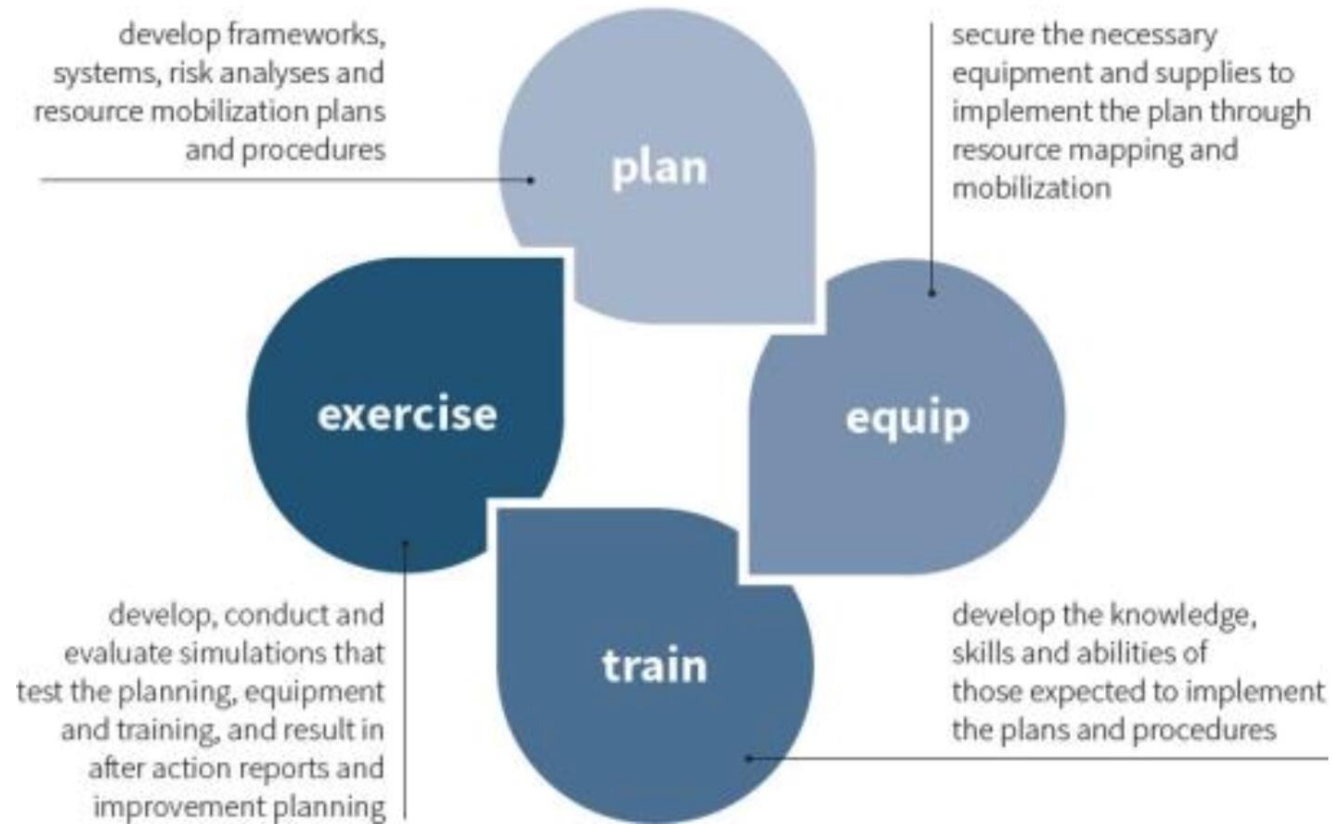 develop frameworks,
systems, risk analyses and
resource mobilization plans
and procedures
plan
secure the necessary
equipment and supplies to
implement the plan through
resource mapping and
mobilization
exercise
equip
develop, conduct and
evaluate simulations that
test the planning, equipment
and training, and result in
after action reports and
improvement planning
train
develop the knowledge,
skills and abilities of
those expected to implement
the plans and procedures